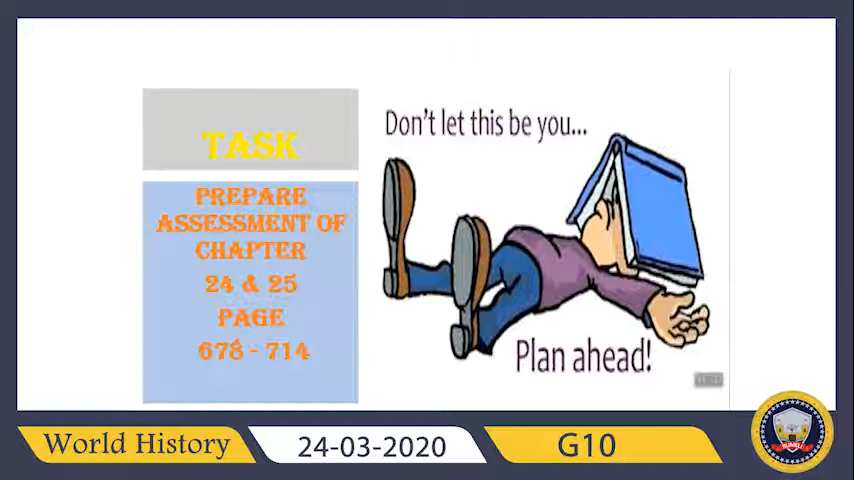 TASK
PREPARE
ASSESSMENT OF
CHAPTER
24 & 25
PAGE
678 - 714
Don't let this be you...
Plan ahead!
World History
24-03-2020
G10